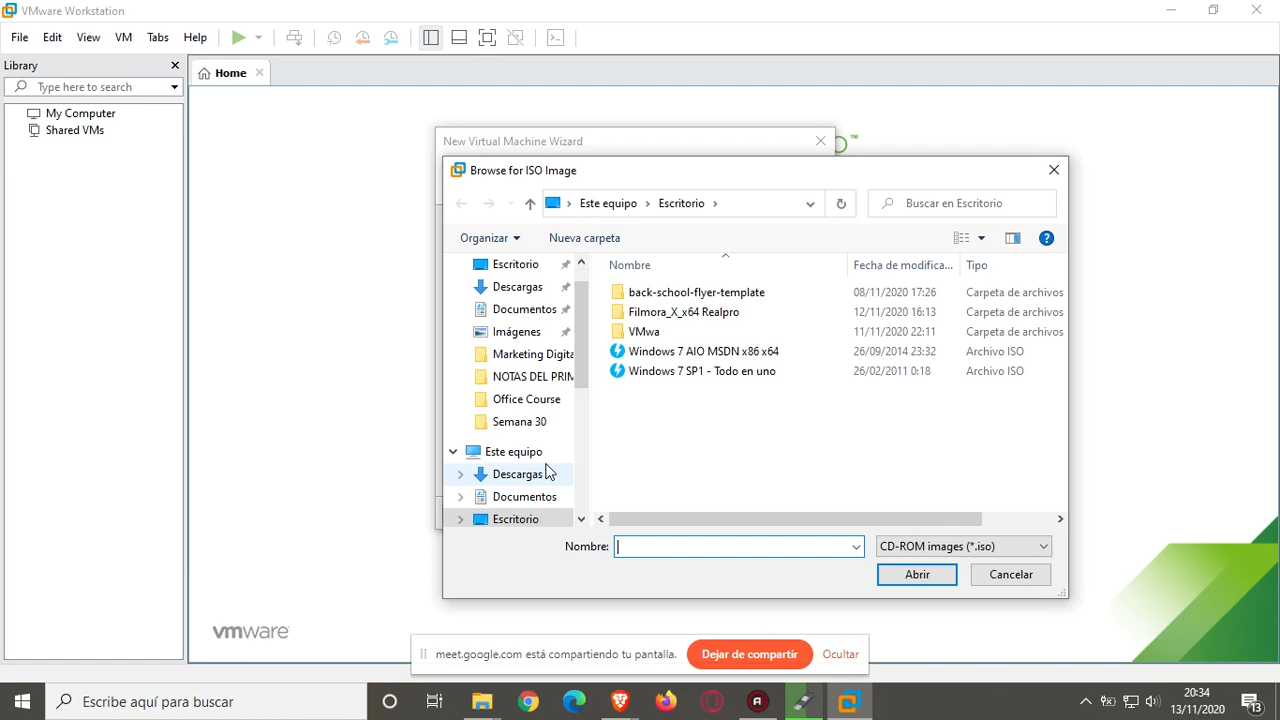 VMware Workstation
File Edit View VM Tabs Help
Library
Type here to search
My Computer
Shared VMs
Home
New Virtual Machine Wizard
Browse for ISO Image
Este equipo Escritorio
Buscar en Escritorio
Organizar Nueva carpeta
Escritorio
Descargas
Documentos
Imágenes
Marketing Digita
NOTAS DEL PRIM
Office Course
Semana 30
Este equipo
Descargas
Documentos
Escritorio
Nombre Fecha de modifica... Tipo
back-school-flyer-template 08/11/2020 17:26 Carpeta de archivos
Filmora_X_x64 Realpro 12/11/2020 16:13 Carpeta de archivos
VMwa 11/11/2020 22:11 Carpeta de archivos
Windows 7 AIO MSDN x86 x64 26/09/2014 23:32 Archivo ISO
Windows 7 SP1 - Todo en uno 26/02/2011 0:18 Archivo ISO
Nombre: CD-ROM images (*.iso)
Abrir Cancelar
vmware
meet.google.com está compartiendo tu pantalla. Dejar de compartir Ocultar
Escribe aquí para buscar
20:34
13/11/2020
13